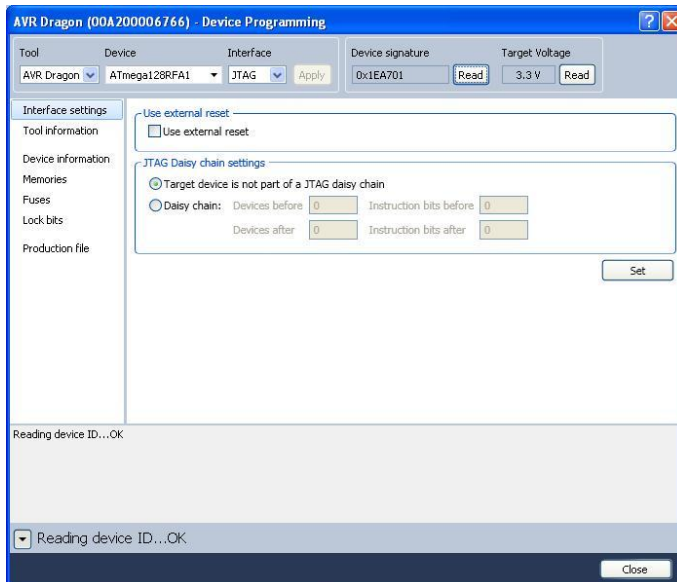 AVR Dragon (00A200006766) - Device Programming
Tool Device Interface Device signature Target Voltage
AVR Dragon ATmega128RFA1 JTAG Apply 0x1EA701 Read 3.3 V Read
Interface settings
Tool information
Device information
Memories
Fuses
Lock bits
Production file
Use external reset
Use external reset
JTAG Daisy chain settings
Target device is not part of a JTAG daisy chain
Daisy chain: Devices before 0 Instruction bits before 0
Devices after 0 Instruction bits after 0
Set
Reading device ID...OK
Reading device ID...OK
Close